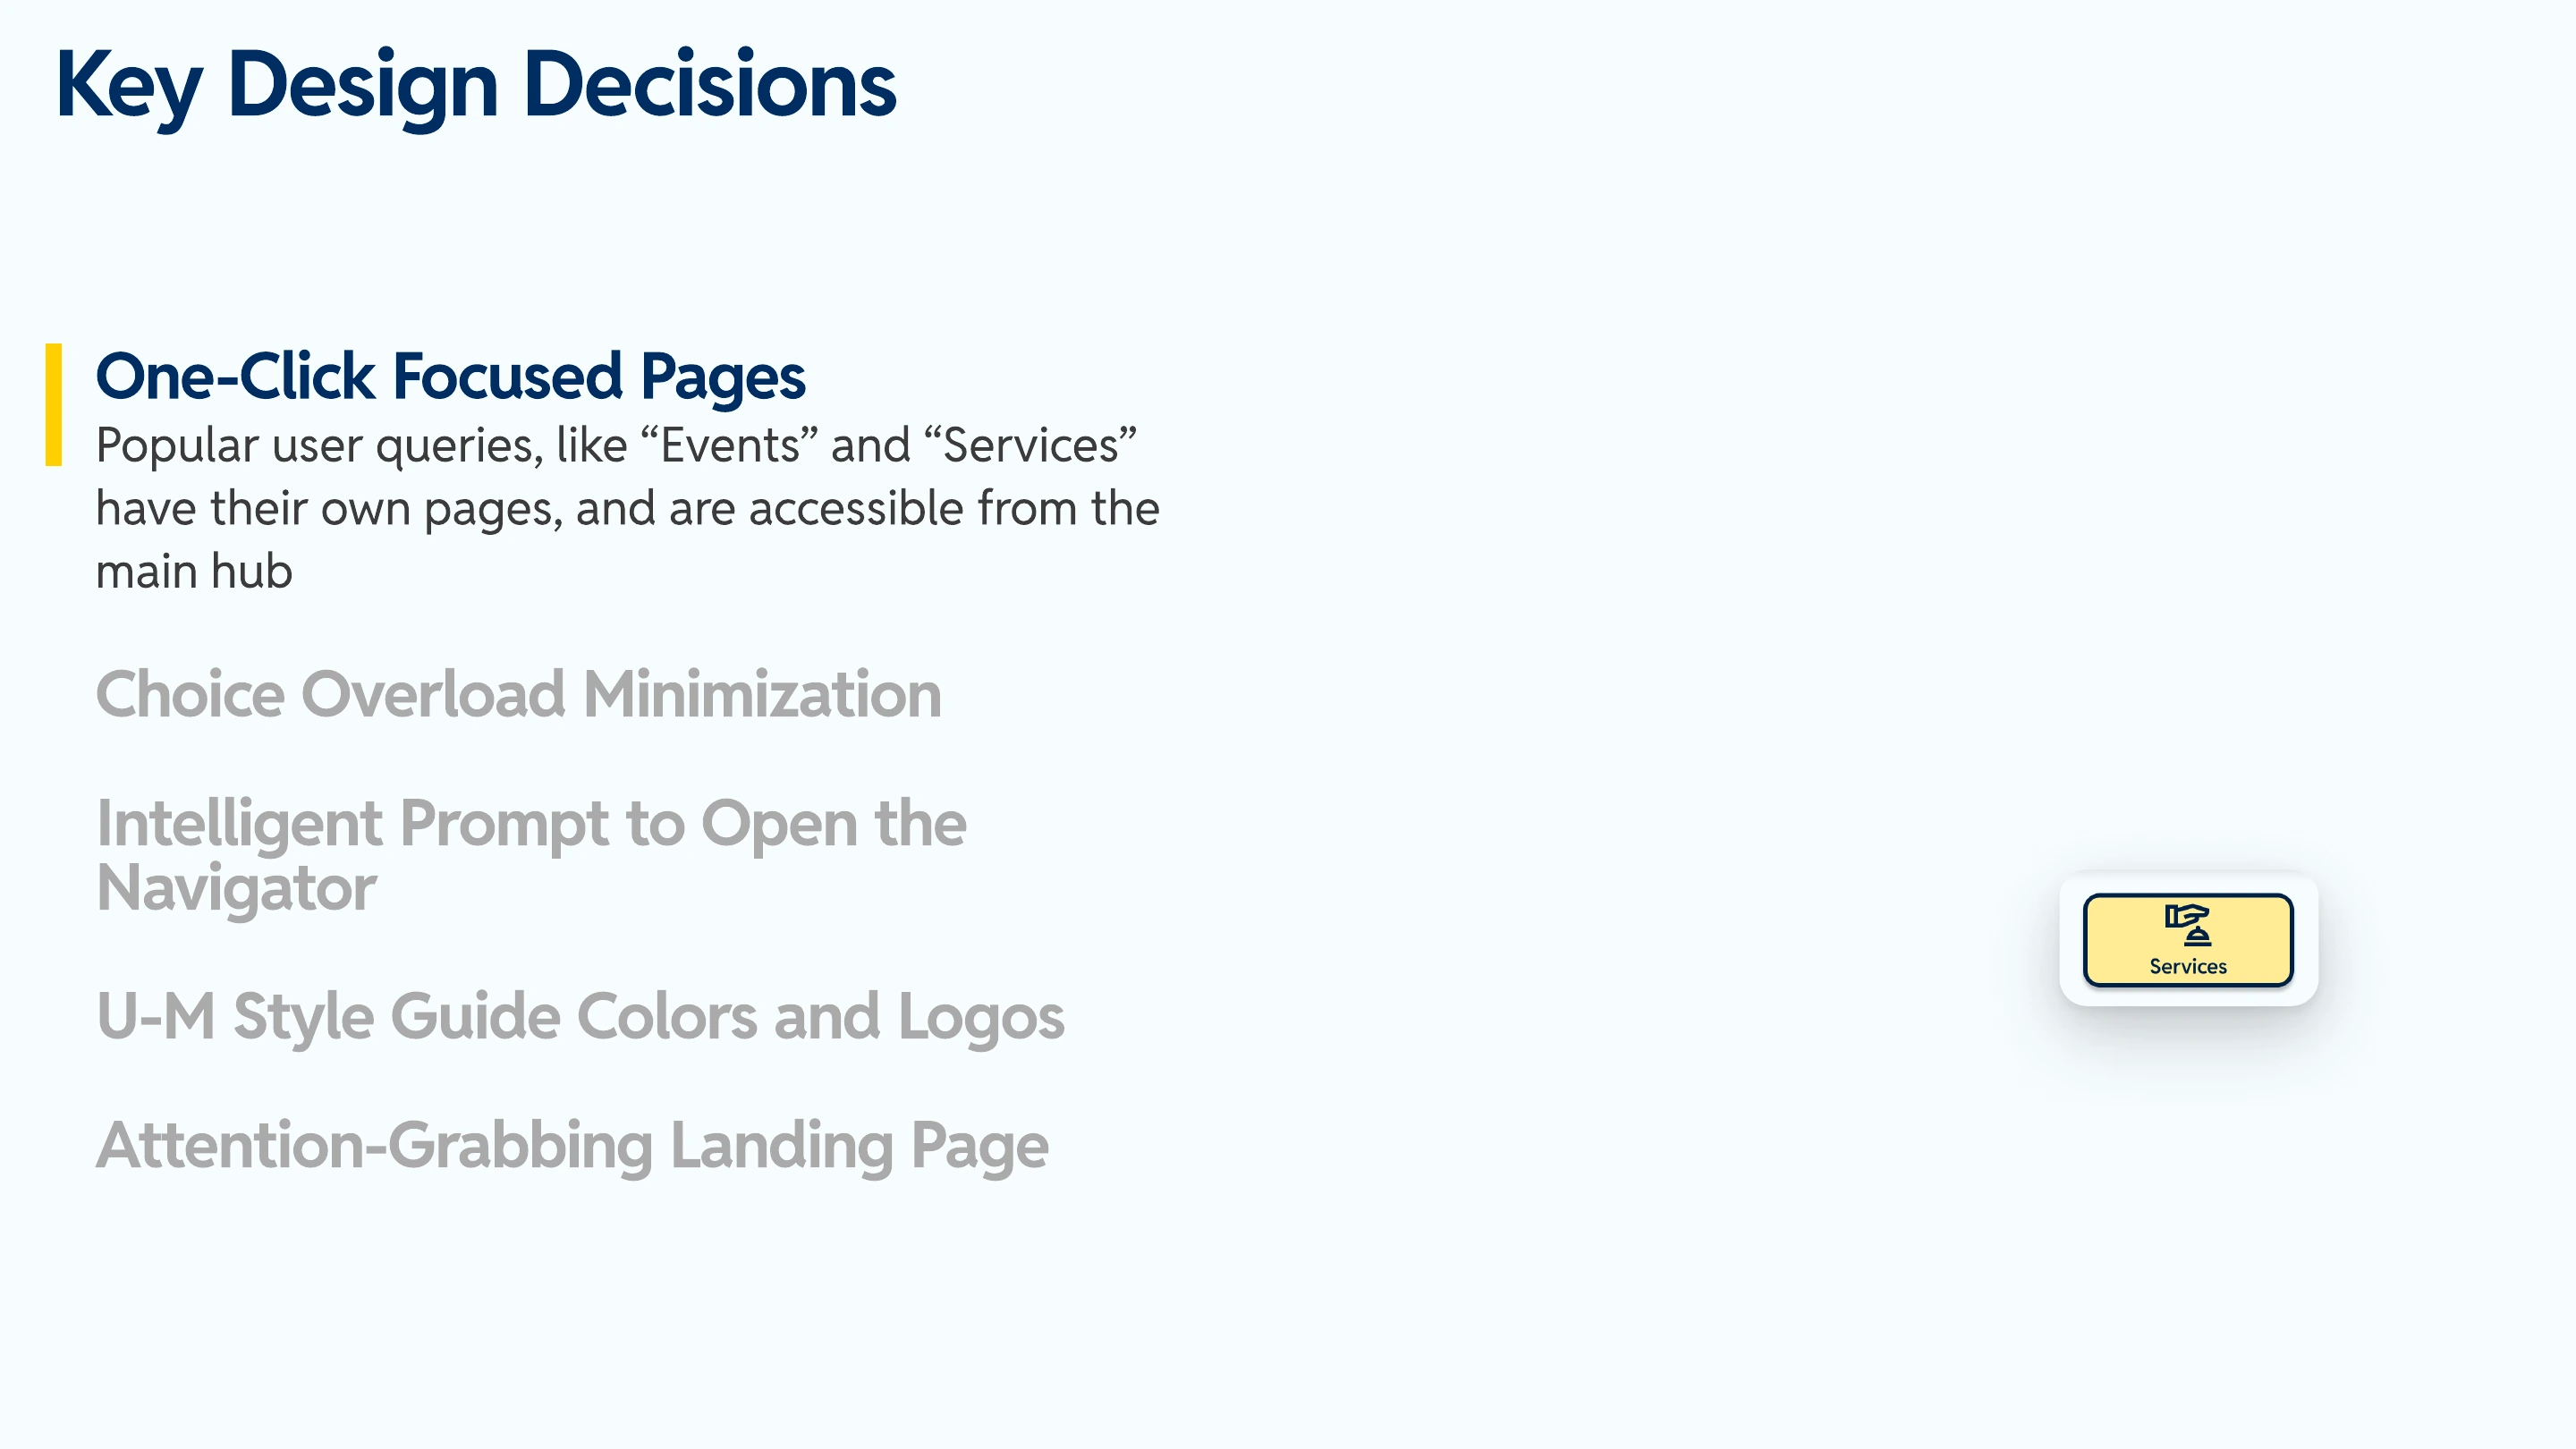 Key Design Decisions
One-Click Focused Pages
Popular user queries, like “Events” and “Services”
have their own pages, and are accessible from the
main hub
Choice Overload Minimization
Intelligent Prompt to Open the
Navigator
U-M Style Guide Colors and Logos
Attention-Grabbing Landing Page
Services